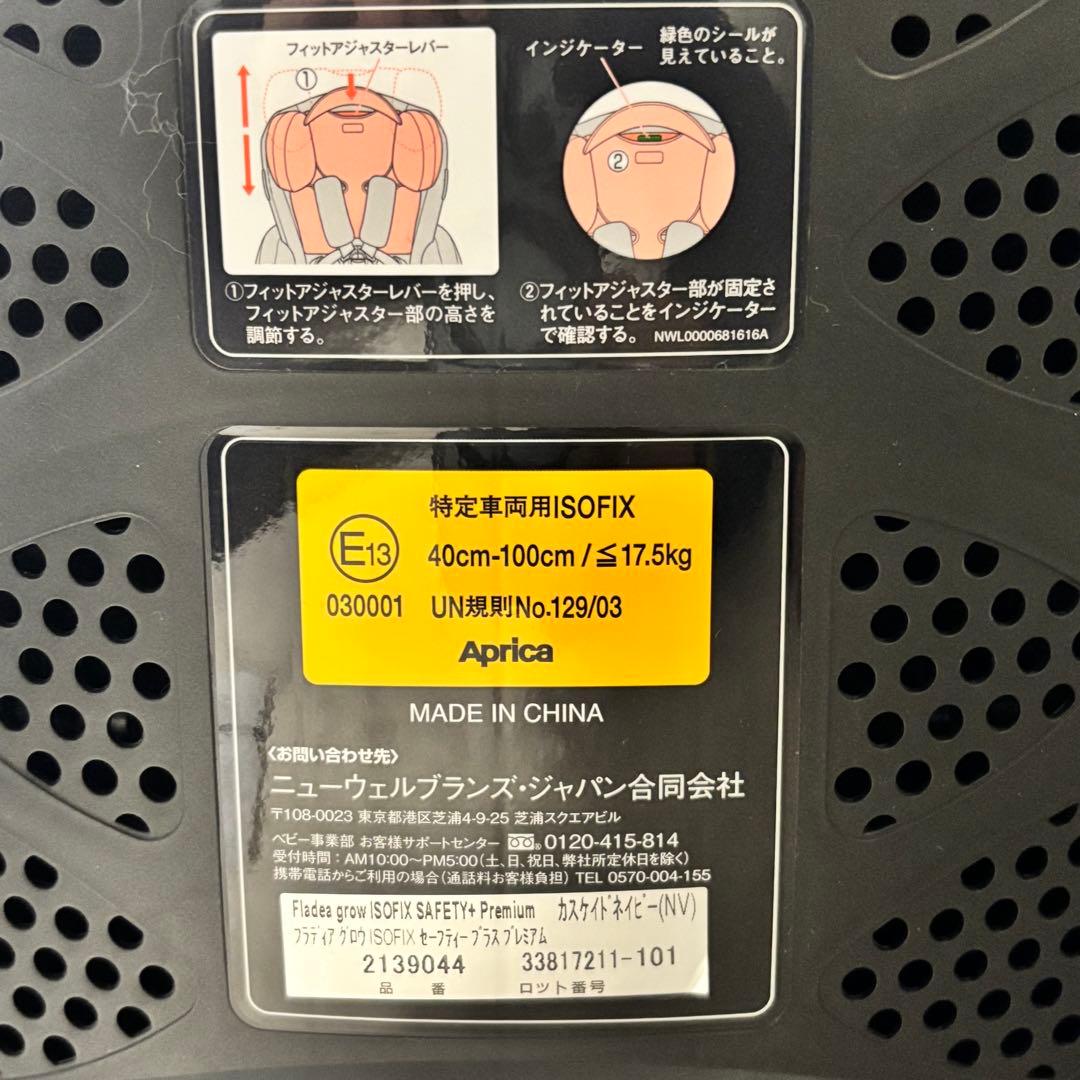 フィットアジャスターレバー
①
インジケーター
緑色のシールが
見えていること。
②
①フィットアジャスターレバーを押し、
フィットアジャスター部の高さを
調節する。
②フィットアジャスター部が固定さ
れていることをインジケーター
で確認する。 NWL0000681616A
特定車両用ISOFIX
E13
40cm-100cm/≦17.5kg
030001 UN規則No.129/03
Aprica
MADE IN CHINA
〈お問い合わせ先〉
ニューウェルブランズ・ジャパン合同会社
〒108-0023 東京都港区芝浦4-9-25 芝浦スクエアビル
ベビー事業部 お客様サポートセンター 0120-415-814
受付時間:AM10:00~PM5:00(土、日、祝日、弊社所定休日を除く)
携帯電話からご利用の場合(通話料お客様負担) TEL 0570-004-155
Fladea grow ISOFIX SAFETY+ Premium カスケイドネイビー(NV)
フラディア グロウ ISOFIX セーフティー プラス プレミアム
2139044 33817211-101
品 番 ロット番号